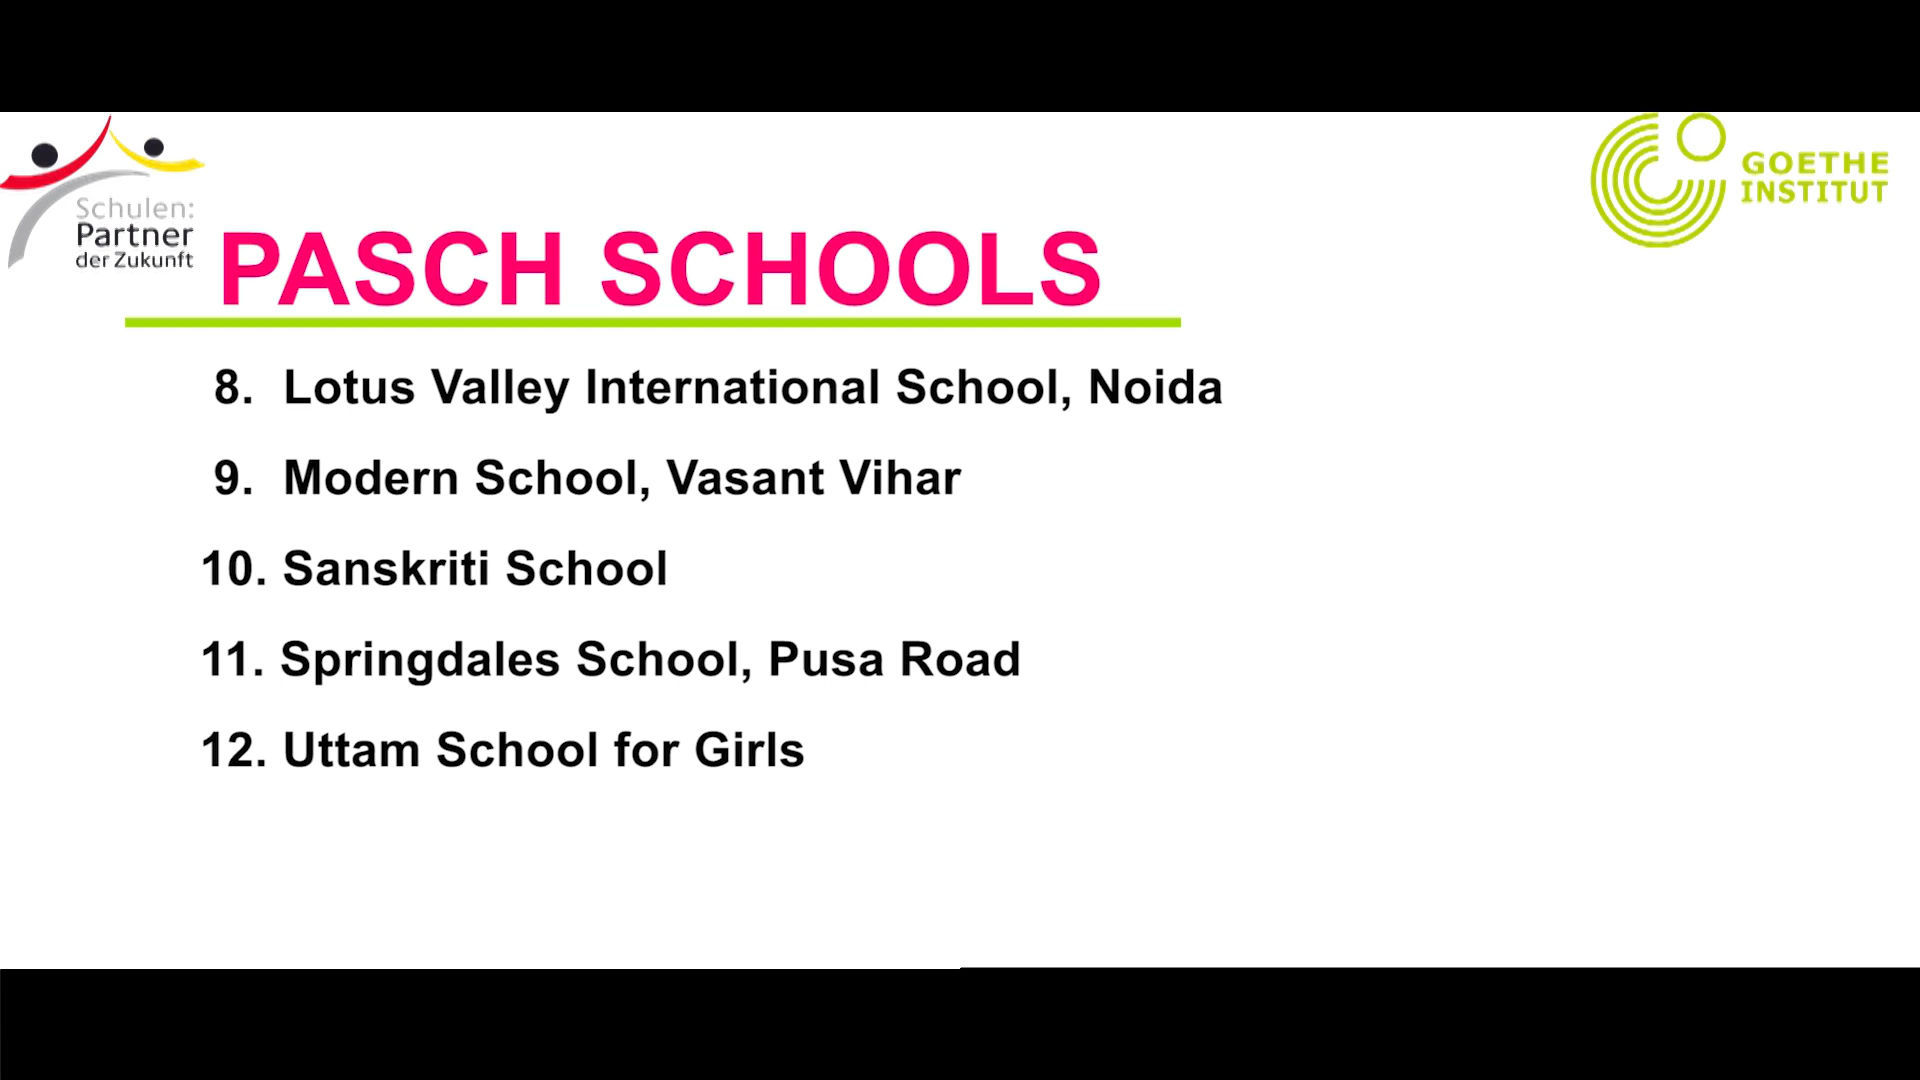 Schulen:
Partner
der Zukunft
GOETHE
INSTITUT
PASCH SCHOOLS
8. Lotus Valley International School, Noida
9. Modern School, Vasant Vihar
10. Sanskriti School
11. Springdales School, Pusa Road
12. Uttam School for Girls